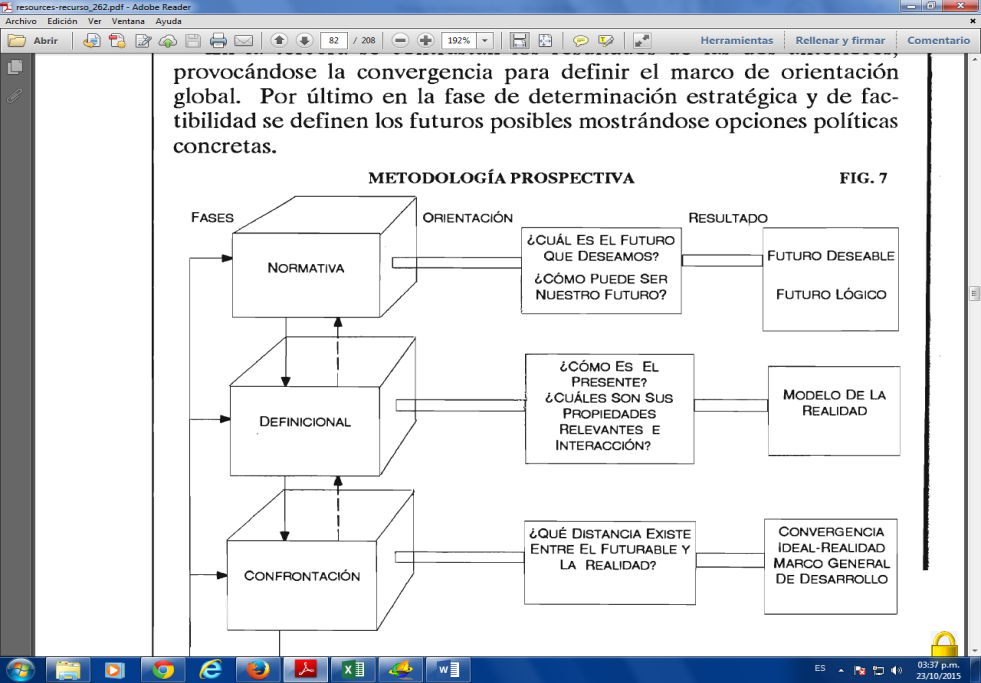 resources-recurso_262.pdf - Adobe Reader
Archivo Edición Ver Ventana Ayuda
Abrir 82 / 208 192% Herramientas Rellenar y firmar Comentario
provocándose la convergencia para definir el marco de orientación
global. Por último en la fase de determinación estratégica y de fac-
tibilidad se definen los futuros posibles mostrándose opciones políticas
concretas.
METODOLOGÍA PROSPECTIVA FIG. 7
FASES ORIENTACIÓN RESULTADO
NORMATIVA
¿CUÁL ES EL FUTURO
QUE DESEAMOS?
¿CÓMO PUEDE SER
NUESTRO FUTURO?
FUTURO DESEABLE
FUTURO LÓGICO
DEFINICIONAL
¿CÓMO ES EL
PRESENTE?
¿CUÁLES SON SUS
PROPIEDADES
RELEVANTES E
INTERACCIÓN?
MODELO DE LA
REALIDAD
CONFRONTACIÓN
¿QUÉ DISTANCIA EXISTE
ENTRE EL FUTURABLE Y
LA REALIDAD?
CONVERGENCIA
IDEAL-REALIDAD
MARCO GENERAL
DE DESARROLLO
ES 03:37 p.m.
23/10/2015